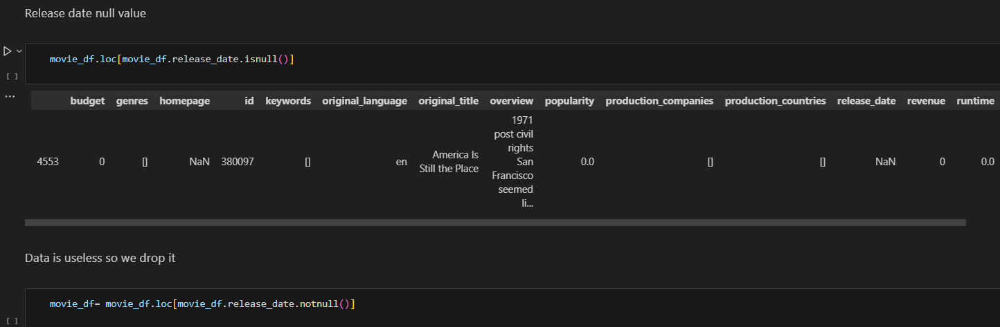 Release date null value
movie_df.loc[movie_df.release_date.isnull()]
[ ]
...
budget genres homepage id keywords original_language original_title overview popularity production_companies production_countries release_date revenue runtime
4553 0 [] NaN 380097 [] en America Is Still the Place 1971 post civil rights San Francisco seemed li... 0.0 [] [] NaN 0 0.0
Data is useless so we drop it
movie_df= movie_df.loc[movie_df.release_date.notnull()]
[ ]